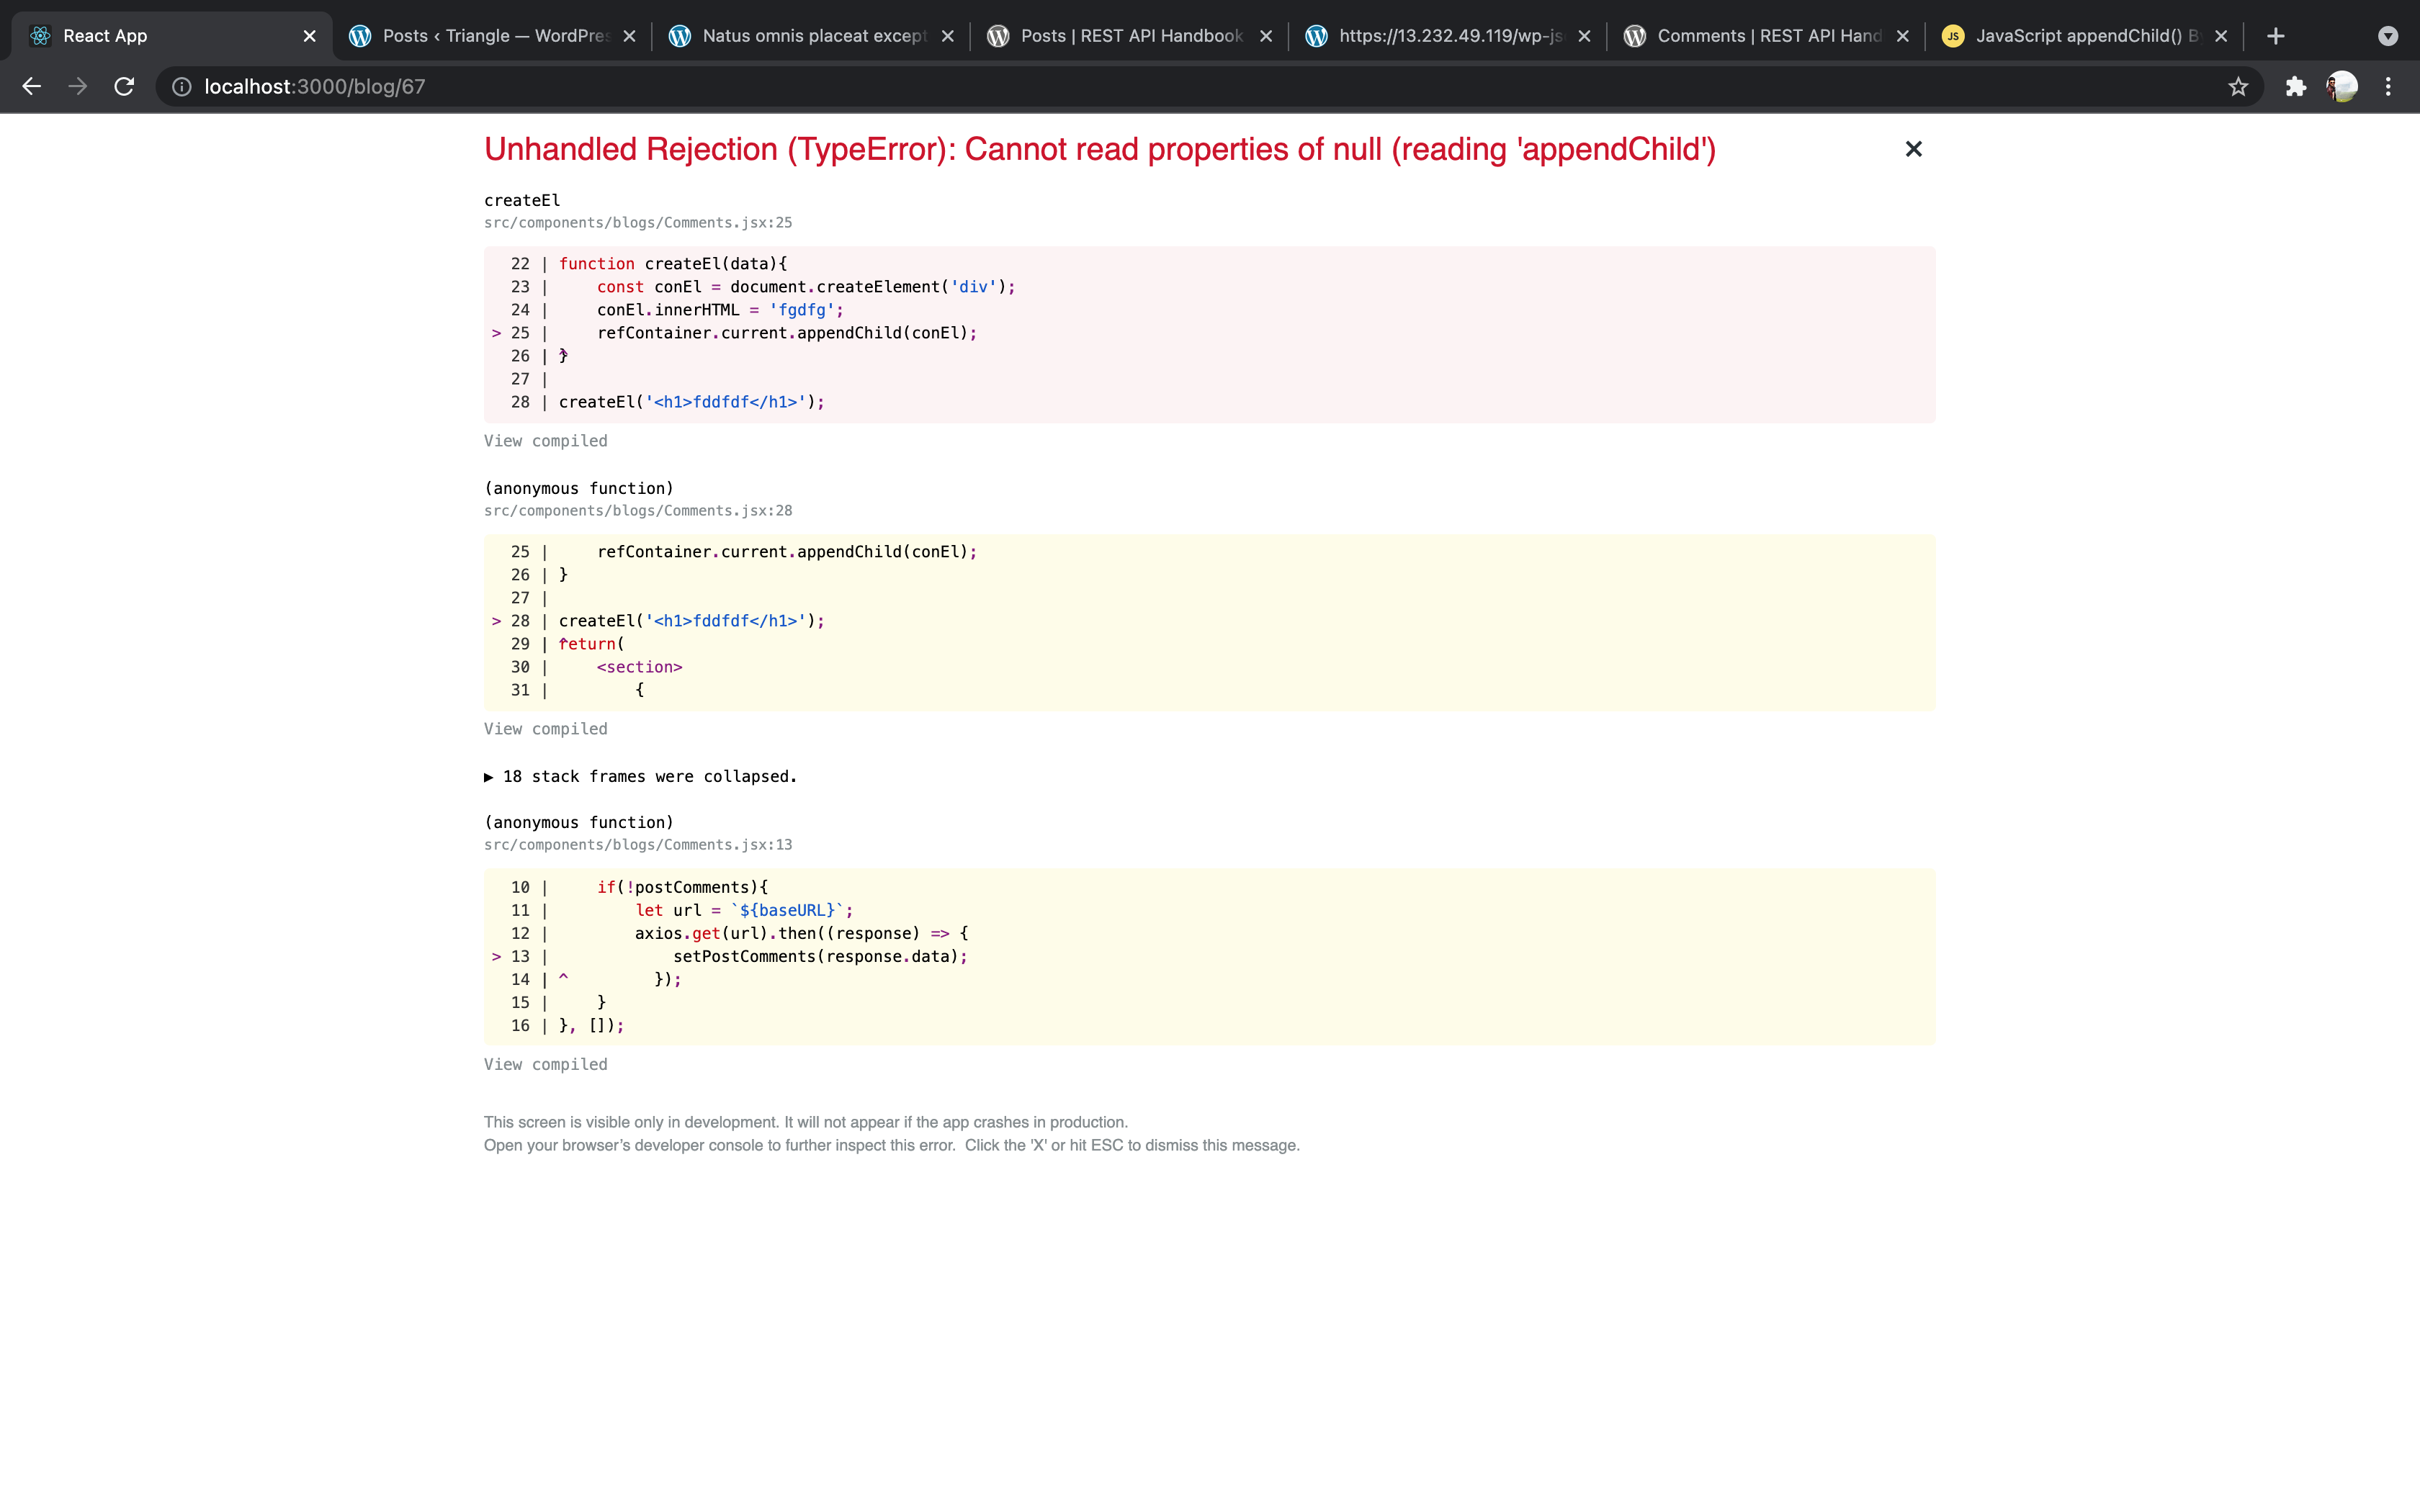 React App
Posts ‹ Triangle — WordPres
Natus omnis placeat except
Posts | REST API Handbook
https://13.232.49.119/wp-js
Comments | REST API Hand
JS
JavaScript appendChild() B
localhost:3000/blog/67
Unhandled Rejection (TypeError): Cannot read properties of null (reading 'appendChild')
createEl
src/components/blogs/Comments.jsx:25
22 | function createEl(data){
23 |     const conEl = document.createElement('div');
24 |     conEl.innerHTML = 'fgdfg';
> 25 |     refContainer.current.appendChild(conEl);
26 | }
27 |
28 | createEl('<h1>fddfdf</h1>');
View compiled
(anonymous function)
src/components/blogs/Comments.jsx:28
25 |     refContainer.current.appendChild(conEl);
26 | }
27 |
> 28 | createEl('<h1>fddfdf</h1>');
29 | return(
30 |     <section>
31 |         {
View compiled
▶ 18 stack frames were collapsed.
(anonymous function)
src/components/blogs/Comments.jsx:13
10 |     if(!postComments){
11 |         let url = `${baseURL}`;
12 |         axios.get(url).then((response) => {
> 13 |             setPostComments(response.data);
14 | ^         });
15 |     }
16 | }, []);
View compiled
This screen is visible only in development. It will not appear if the app crashes in production.
Open your browser’s developer console to further inspect this error.  Click the 'X' or hit ESC to dismiss this message.